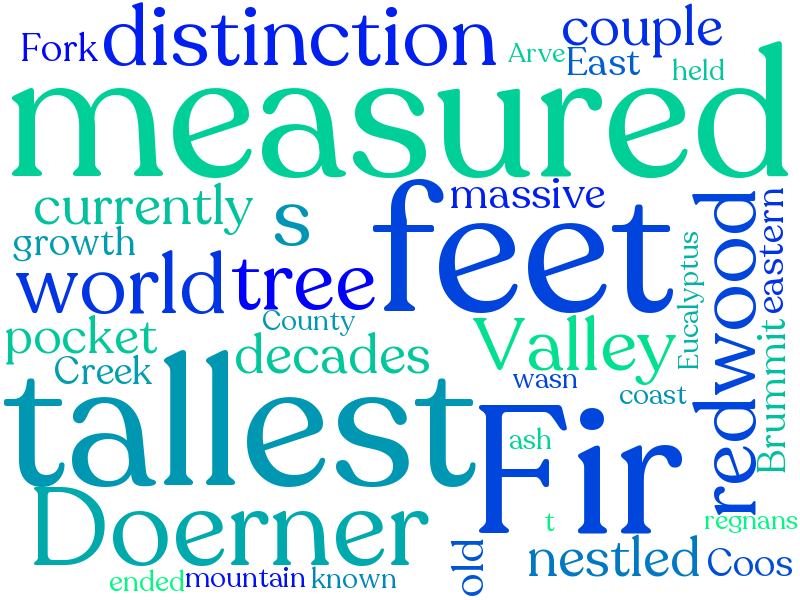 Fork
distinction
couple
Arve
East
held
measured
currently
s
feet
massive
growth
world
tree
redwood
eastern
Eucalyptus
pocket
County
decades
Valley
Creek
wasn
coast
Brummit
tallest
Fir
ash
Doerner
t
regnans
old
nestled
Coos
ended
mountain
known